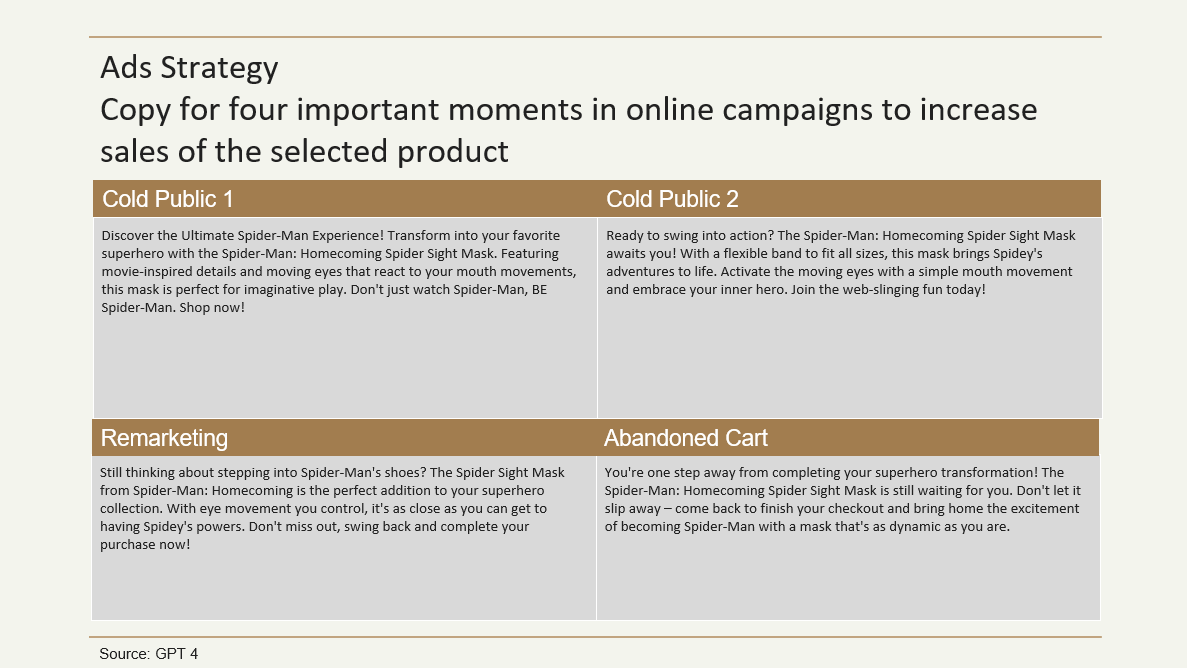 Ads Strategy
Copy for four important moments in online campaigns to increase
sales of the selected product
Cold Public 1
Discover the Ultimate Spider-Man Experience! Transform into your favorite
superhero with the Spider-Man: Homecoming Spider Sight Mask. Featuring
movie-inspired details and moving eyes that react to your mouth movements,
this mask is perfect for imaginative play. Don't just watch Spider-Man, BE
Spider-Man. Shop now!
Cold Public 2
Ready to swing into action? The Spider-Man: Homecoming Spider Sight Mask
awaits you! With a flexible band to fit all sizes, this mask brings Spidey's
adventures to life. Activate the moving eyes with a simple mouth movement
and embrace your inner hero. Join the web-slinging fun today!
Remarketing
Still thinking about stepping into Spider-Man's shoes? The Spider Sight Mask
from Spider-Man: Homecoming is the perfect addition to your superhero
collection. With eye movement you control, it's as close as you can get to
having Spidey's powers. Don't miss out, swing back and complete your
purchase now!
Abandoned Cart
You're one step away from completing your superhero transformation! The
Spider-Man: Homecoming Spider Sight Mask is still waiting for you. Don't let it
slip away – come back to finish your checkout and bring home the excitement
of becoming Spider-Man with a mask that's as dynamic as you are.
Source: GPT 4